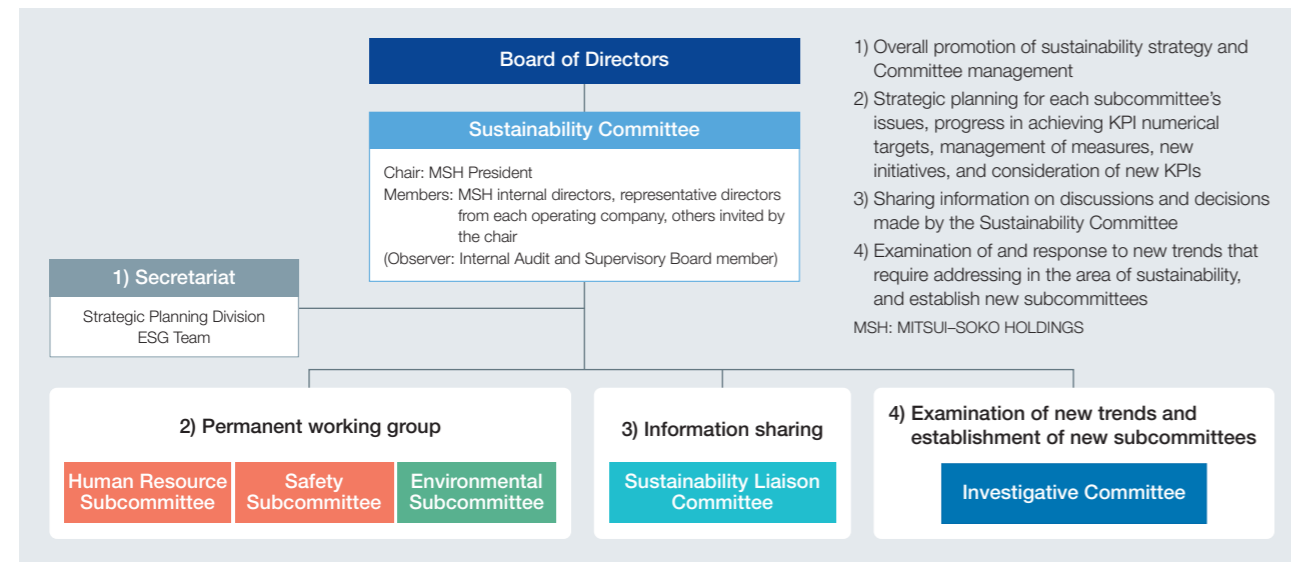 Board of Directors
Sustainability Committee
Chair: MSH President
Members: MSH internal directors, representative directors
from each operating company, others invited by
the chair
(Observer: Internal Audit and Supervisory Board member)
1) Secretariat
Strategic Planning Division
ESG Team
1) Overall promotion of sustainability strategy and
Committee management
2) Strategic planning for each subcommittee's
issues, progress in achieving KPI numerical
targets, management of measures, new
initiatives, and consideration of new KPIs
3) Sharing information on discussions and decisions
made by the Sustainability Committee
4) Examination of and response to new trends that
require addressing in the area of sustainability,
and establish new subcommittees
MSH: MITSUI–SOKO HOLDINGS
2) Permanent working group
Human Resource
Subcommittee
Safety
Subcommittee
Environmental
Subcommittee
3) Information sharing
Sustainability Liaison
Committee
4) Examination of new trends and
establishment of new subcommittees
Investigative Committee